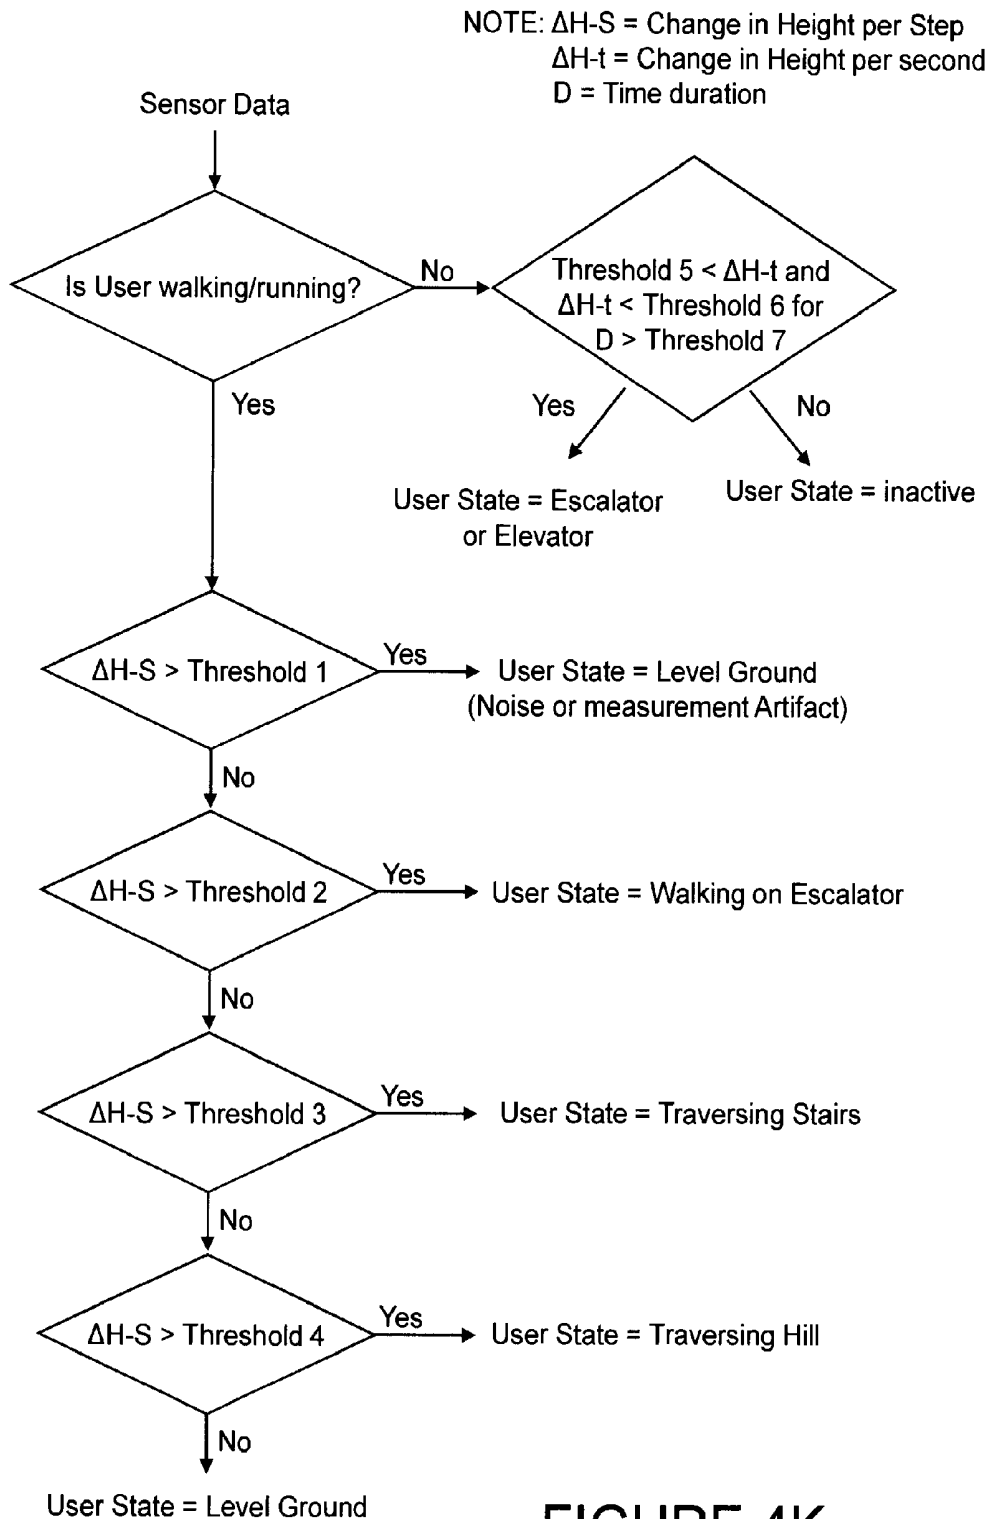 NOTE: ΔH-S = Change in Height per Step
ΔH-t = Change in Height per second
D = Time duration
Sensor Data
Is User walking/running?
No
Threshold 5 < ΔH-t and
ΔH-t < Threshold 6 for
D > Threshold 7
Yes
Yes
No
User State = Escalator
or Elevator
User State = inactive
ΔH-S > Threshold 1
Yes
User State = Level Ground
(Noise or measurement Artifact)
No
ΔH-S > Threshold 2
Yes
User State = Walking on Escalator
No
ΔH-S > Threshold 3
Yes
User State = Traversing Stairs
No
ΔH-S > Threshold 4
Yes
User State = Traversing Hill
No
User State = Level Ground
FIGURE 4K